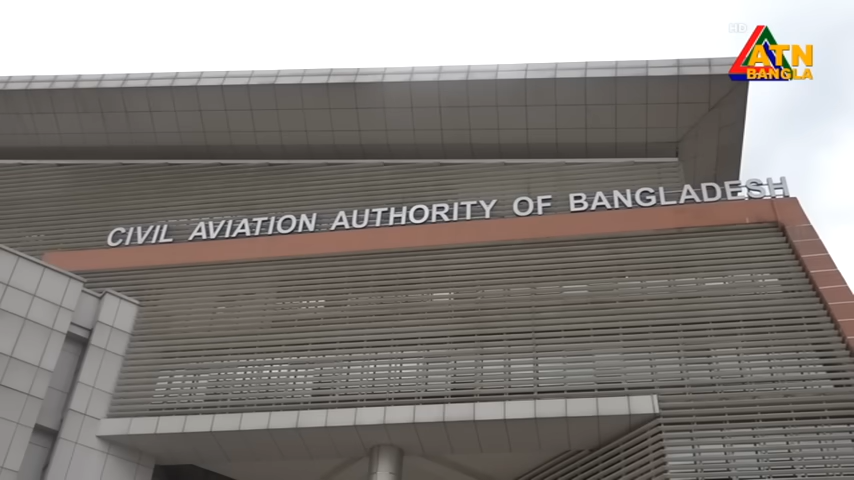 HD
ATN
BANGLA
CIVIL AVIATION AUTHORITY OF BANGLADESH